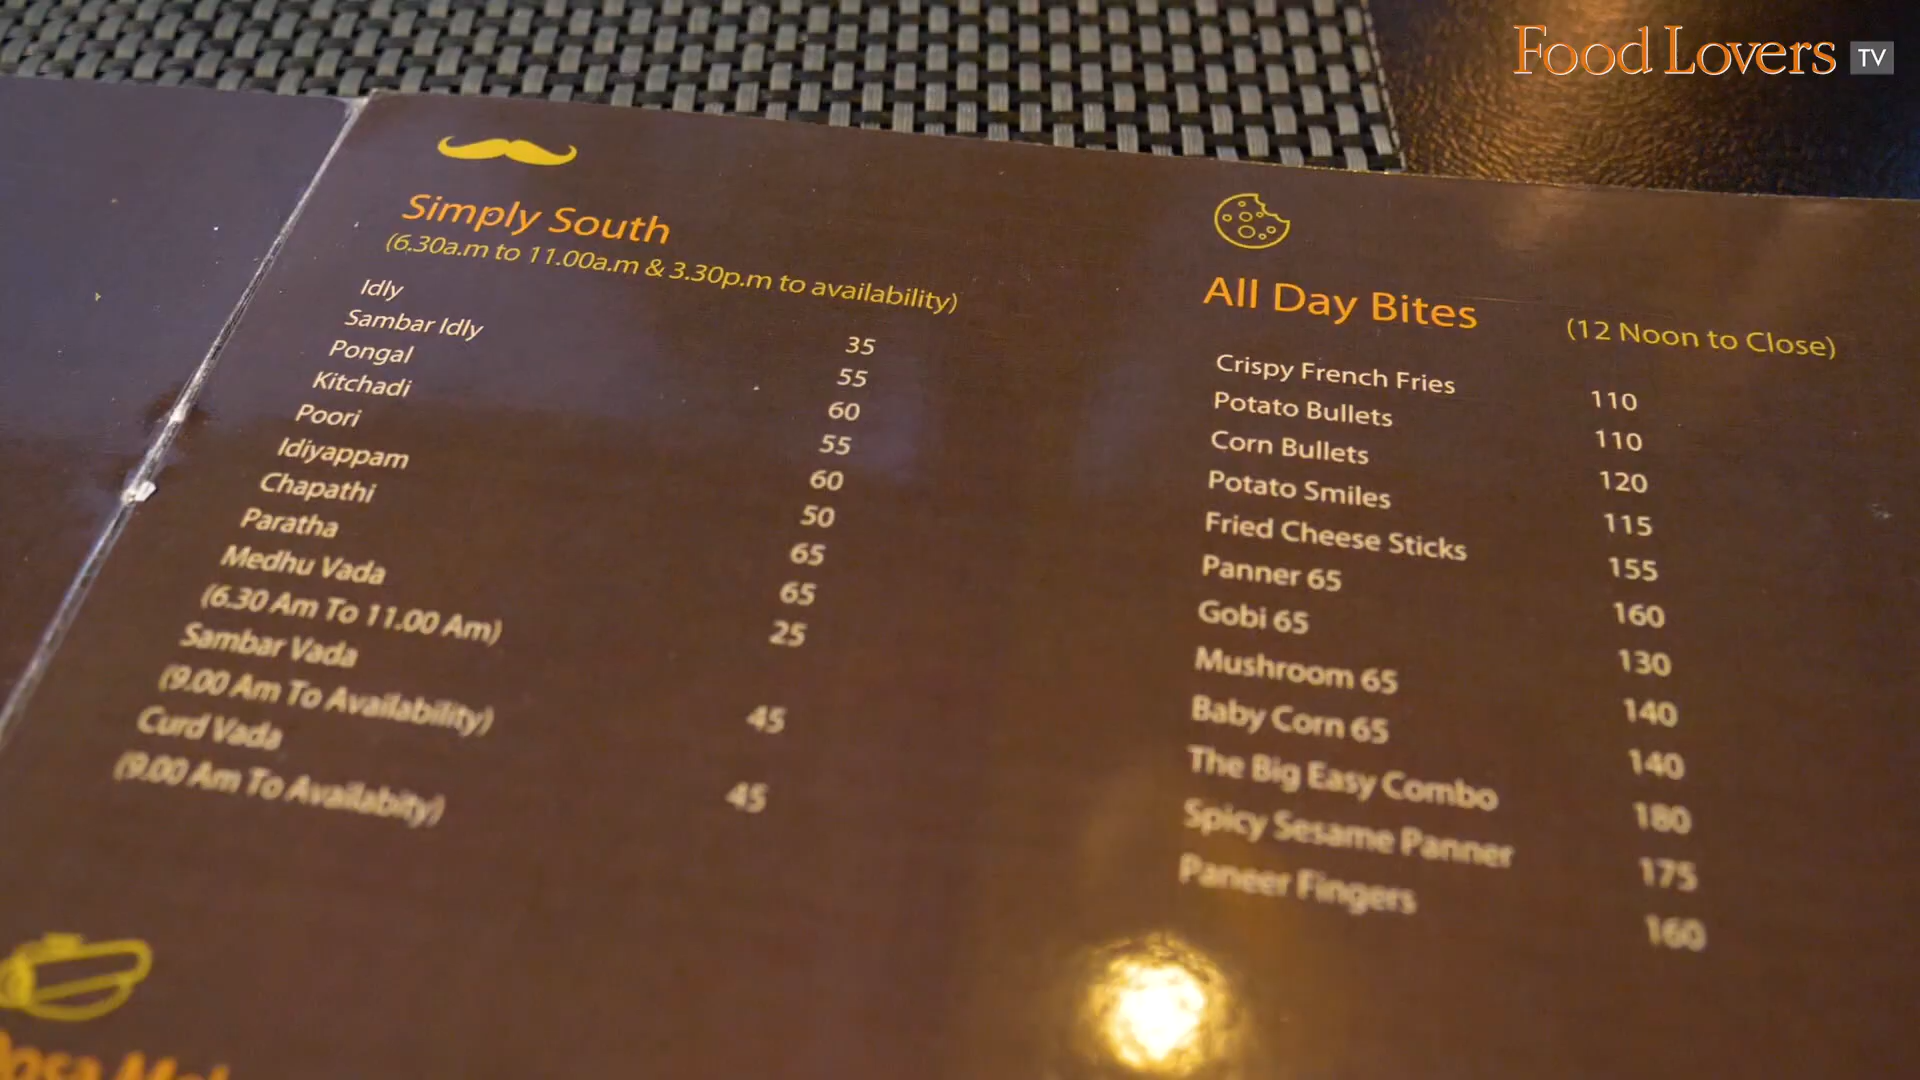 Food Lovers TV
Simply South
(6.30a.m to 11.00a.m & 3.30p.m to availability)
Idly 35
Sambar Idly 55
Pongal 60
Kitchadi 55
Poori 60
Idiyappam 50
Chapathi 65
Paratha 65
Medhu Vada 25
(6.30 Am To 11.00 Am)
Sambar Vada
(9.00 Am To Availability) 45
Curd Vada
(9.00 Am To Availabity) 45
All Day Bites (12 Noon to Close)
Crispy French Fries 110
Potato Bullets 110
Corn Bullets 120
Potato Smiles 115
Fried Cheese Sticks 155
Panner 65 160
Gobi 65 130
Mushroom 65 140
Baby Corn 65 140
The Big Easy Combo 180
Spicy Sesame Panner 175
Paneer Fingers 160